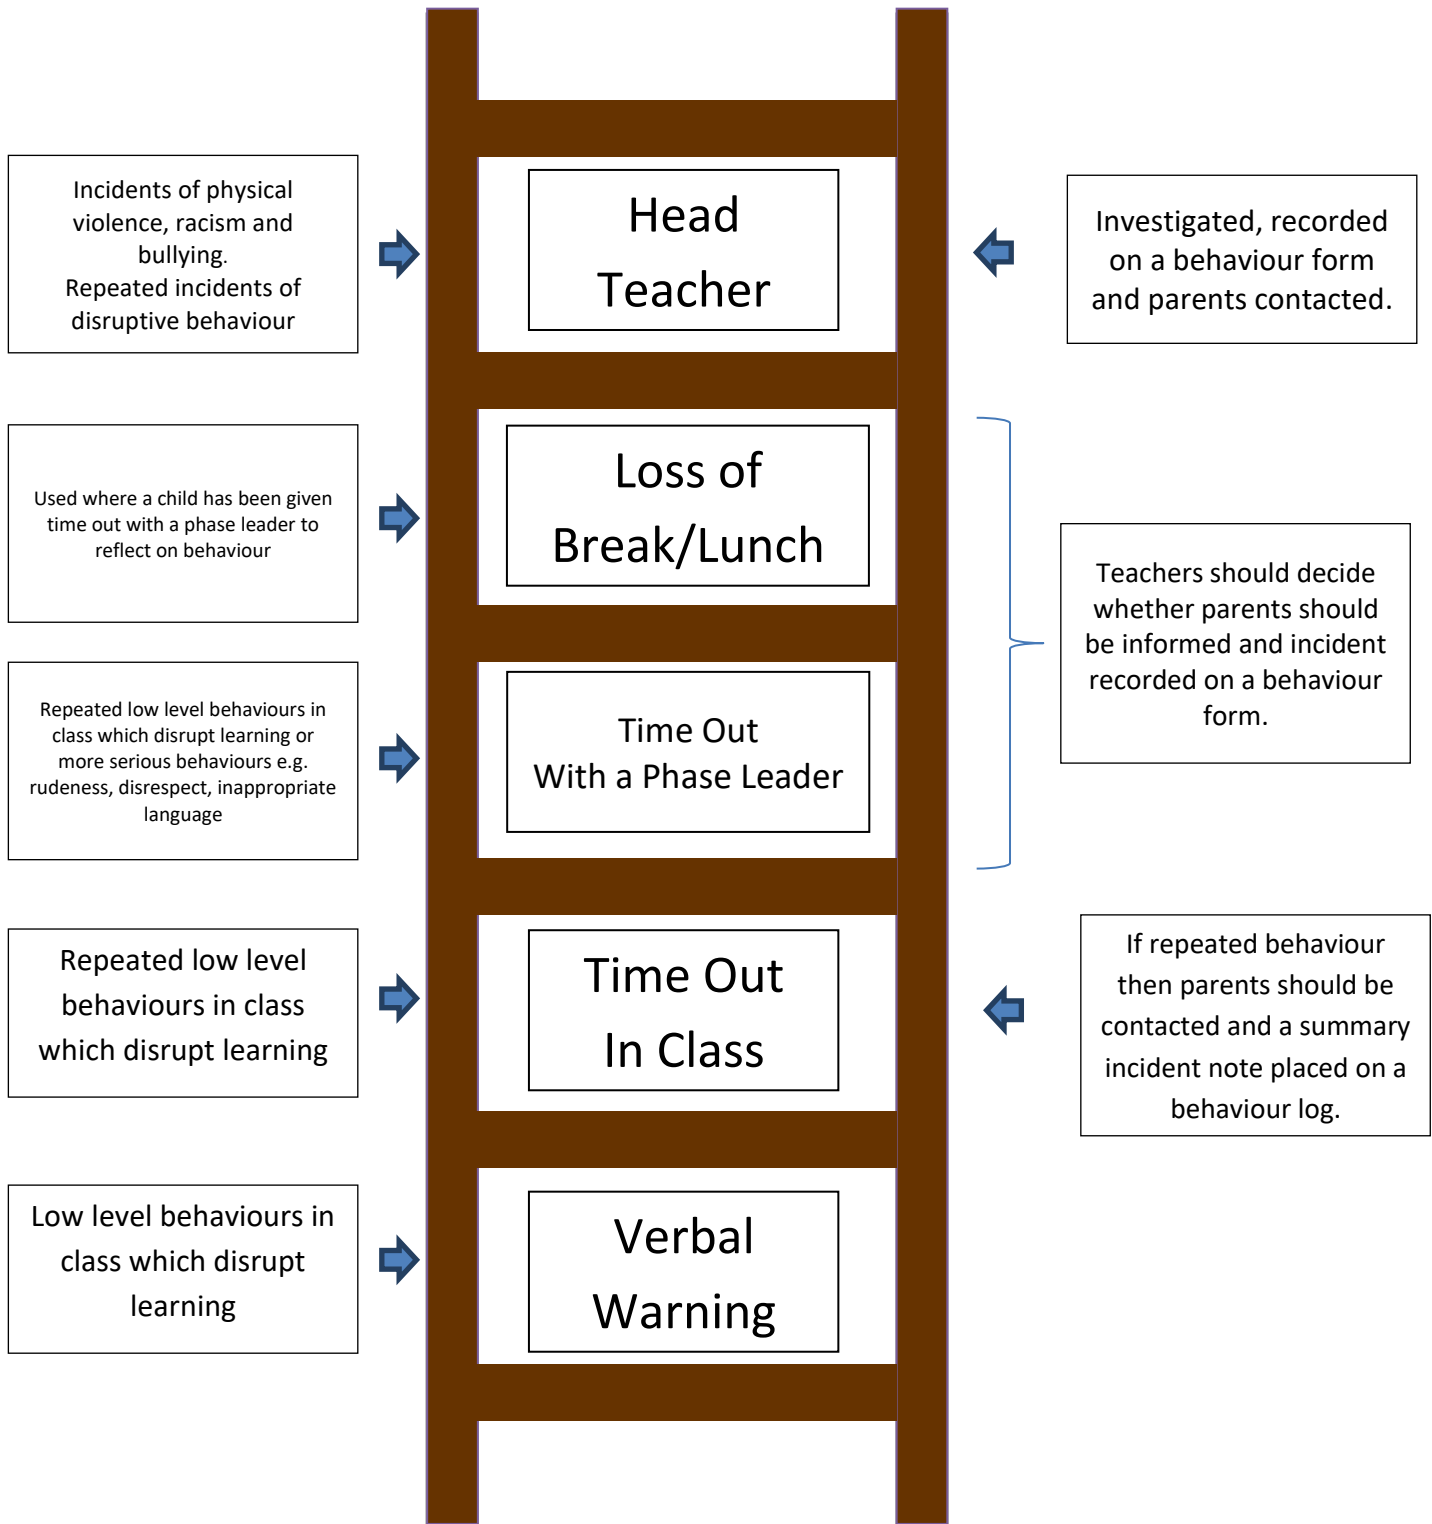 Incidents of physical
violence, racism and
bullying.
Repeated incidents of
disruptive behaviour
Head
Teacher
Investigated, recorded
on a behaviour form
and parents contacted.
Used where a child has been given
time out with a phase leader to
reflect on behaviour
Loss of
Break/Lunch
Teachers should decide
whether parents should
be informed and incident
recorded on a behaviour
form.
Repeated low level behaviours in
class which disrupt learning or
more serious behaviours e.g.
rudeness, disrespect, inappropriate
language
Time Out
With a Phase Leader
Repeated low level
behaviours in class
which disrupt learning
Time Out
In Class
If repeated behaviour
then parents should be
contacted and a summary
incident note placed on a
behaviour log.
Low level behaviours in
class which disrupt
learning
Verbal
Warning